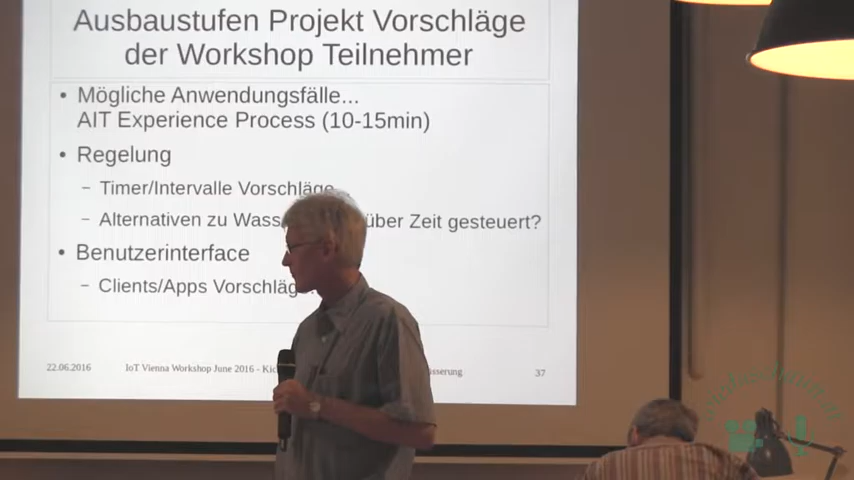 Ausbaustufen Projekt Vorschläge
der Workshop Teilnehmer
• Mögliche Anwendungsfälle...
AIT Experience Process (10-15min)
• Regelung
– Timer/Intervalle Vorschläge...
– Alternativen zu über Zeit gesteuert?
• Benutzerinterface
– Clients/Apps Vorschläge
22.06.2016 IoT Vienna Workshop June 2016 - 37